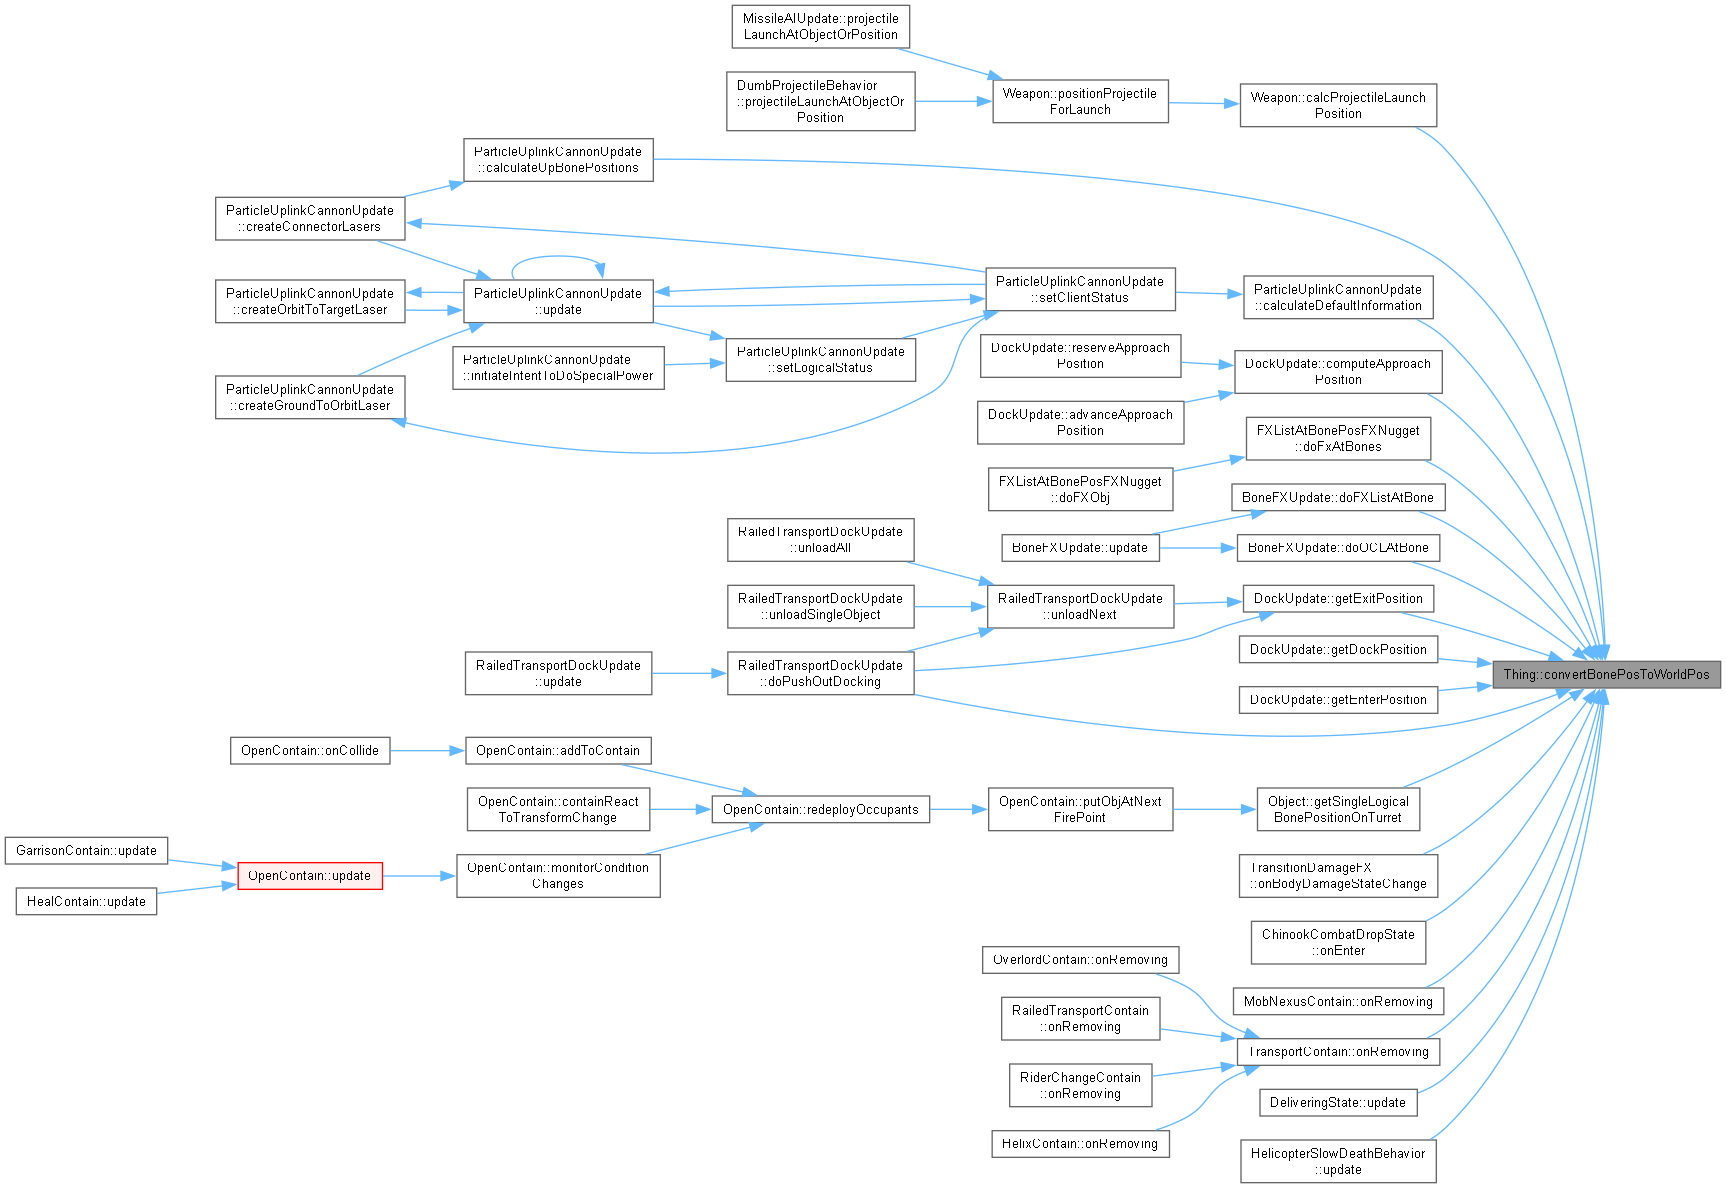 MissileAIUpdate::projectile
LaunchAtObjectOrPosition
DumbProjectileBehavior
::projectileLaunchAtObjectOr
Position
Weapon::positionProjectile
ForLaunch
Weapon::calcProjectileLaunch
Position
ParticleUplinkCannonUpdate
::calculateUpBonePositions
ParticleUplinkCannonUpdate
::createConnectorLasers
ParticleUplinkCannonUpdate
::createOrbitToTargetLaser
ParticleUplinkCannonUpdate
::update
ParticleUplinkCannonUpdate
::setClientStatus
ParticleUplinkCannonUpdate
::calculateDefaultInformation
ParticleUplinkCannonUpdate
::initiateIntentToDoSpecialPower
ParticleUplinkCannonUpdate
::setLogicalStatus
ParticleUplinkCannonUpdate
::createGroundToOrbitLaser
DockUpdate::reserveApproach
Position
DockUpdate::computeApproach
Position
DockUpdate::advanceApproach
Position
FXListAtBonePosFXNugget
::doFxAtBones
FXListAtBonePosFXNugget
::doFXObj
BoneFXUpdate::doFXListAtBone
BoneFXUpdate::update
BoneFXUpdate::doOCLAtBone
RailedTransportDockUpdate
::unloadAll
RailedTransportDockUpdate
::unloadSingleObject
RailedTransportDockUpdate
::unloadNext
DockUpdate::getExitPosition
RailedTransportDockUpdate
::update
RailedTransportDockUpdate
::doPushOutDocking
DockUpdate::getDockPosition
Thing::convertBonePosToWorldPos
DockUpdate::getEnterPosition
OpenContain::onCollide
OpenContain::addToContain
OpenContain::containReact
ToTransformChange
OpenContain::redeployOccupants
OpenContain::putObjAtNext
FirePoint
Object::getSingleLogical
BonePositionOnTurret
GarrisonContain::update
HealContain::update
OpenContain::update
OpenContain::monitorCondition
Changes
TransitionDamageFX
::onBodyDamageStateChange
ChinookCombatDropState
::onEnter
OverlordContain::onRemoving
MobNexusContain::onRemoving
RailedTransportContain
::onRemoving
TransportContain::onRemoving
RiderChangeContain
::onRemoving
DeliveringState::update
HelixContain::onRemoving
HelicopterSlowDeathBehavior
::update